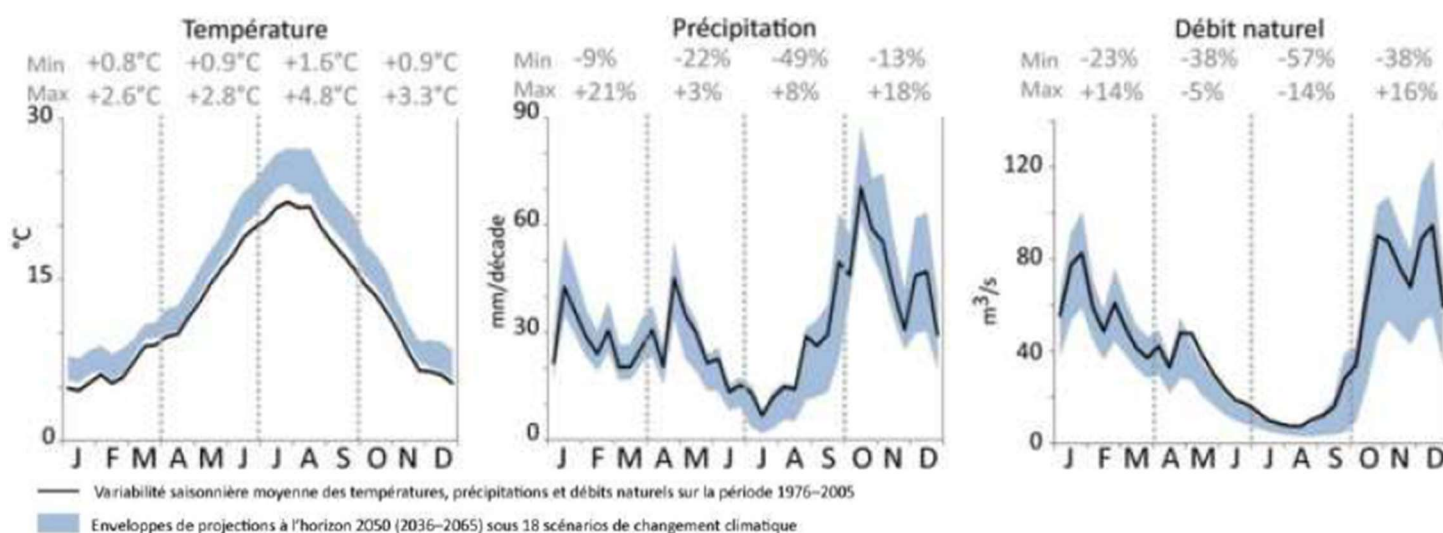 Température
Min +0.8°C +0.9°C +1.6°C +0.9°C
Max +2.6°C +2.8°C +4.8°C +3.3°C
30
15
0
°C
J F M A M J J A S O N D
Précipitation
Min -9% -22% -49% -13%
Max +21% +3% +8% +18%
90
60
30
0
mm/décade
J F M A M J J A S O N D
Débit naturel
Min -23% -38% -57% -38%
Max +14% -5% -14% +16%
120
80
40
0
m³/s
J F M A M J J A S O N D
Variabilité saisonnière moyenne des températures, précipitations et débits naturels sur la période 1976–2005
Enveloppes de projections à l'horizon 2050 (2036–2065) sous 18 scénarios de changement climatique